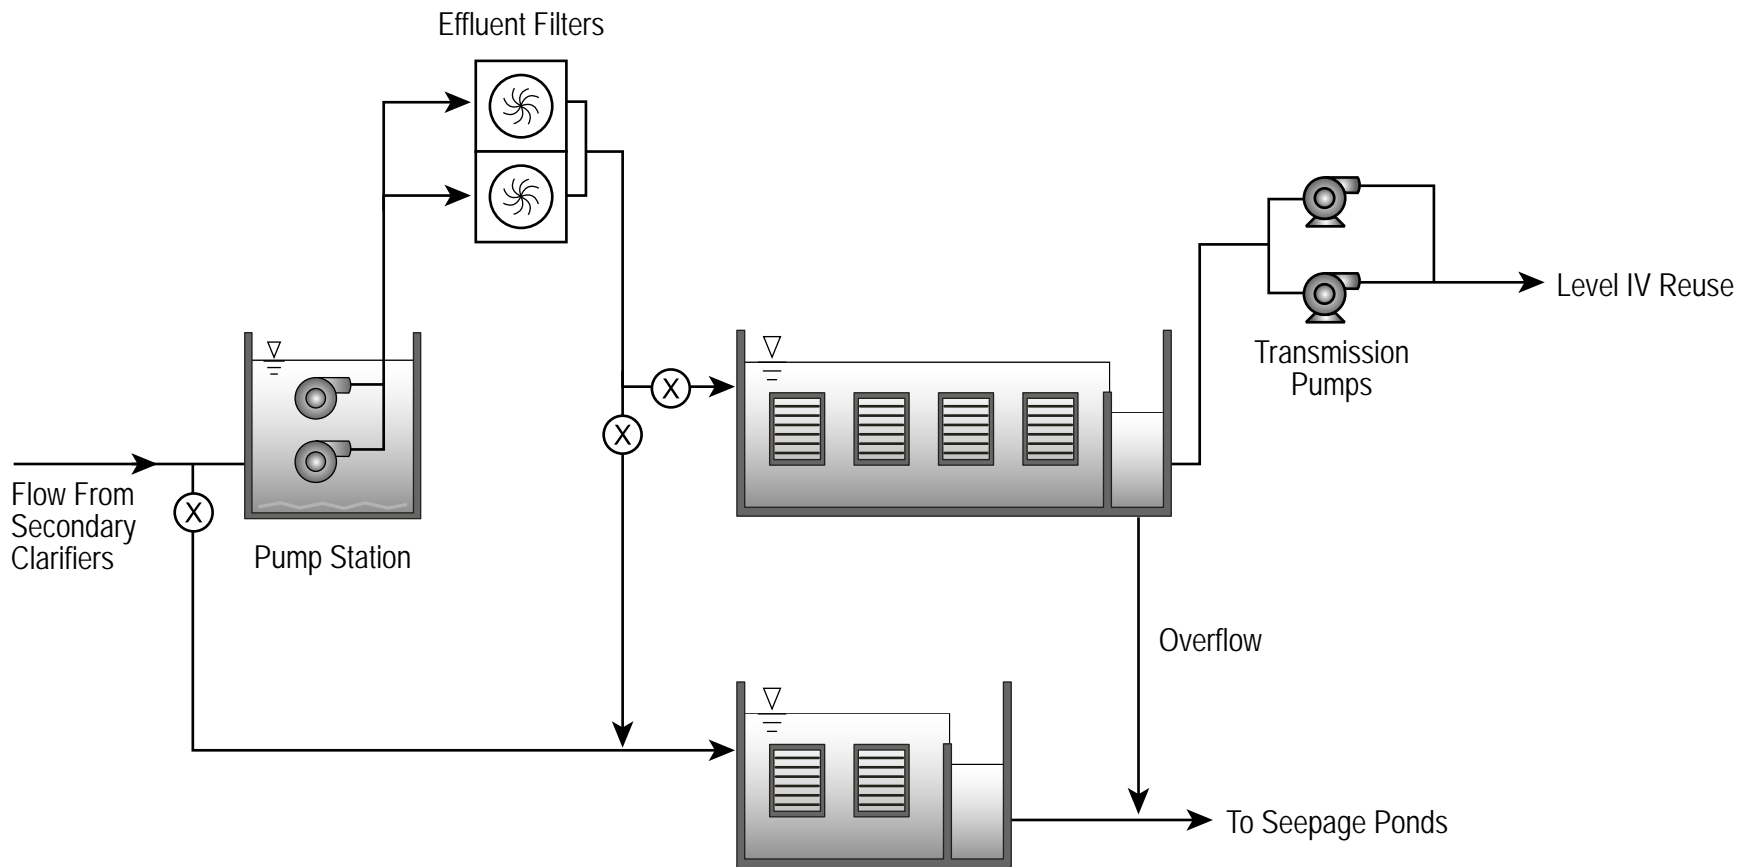 Effluent Filters
Level IV Reuse
Transmission
Pumps
X
X
Flow From
Secondary
Clarifiers
X
Pump Station
Overflow
To Seepage Ponds